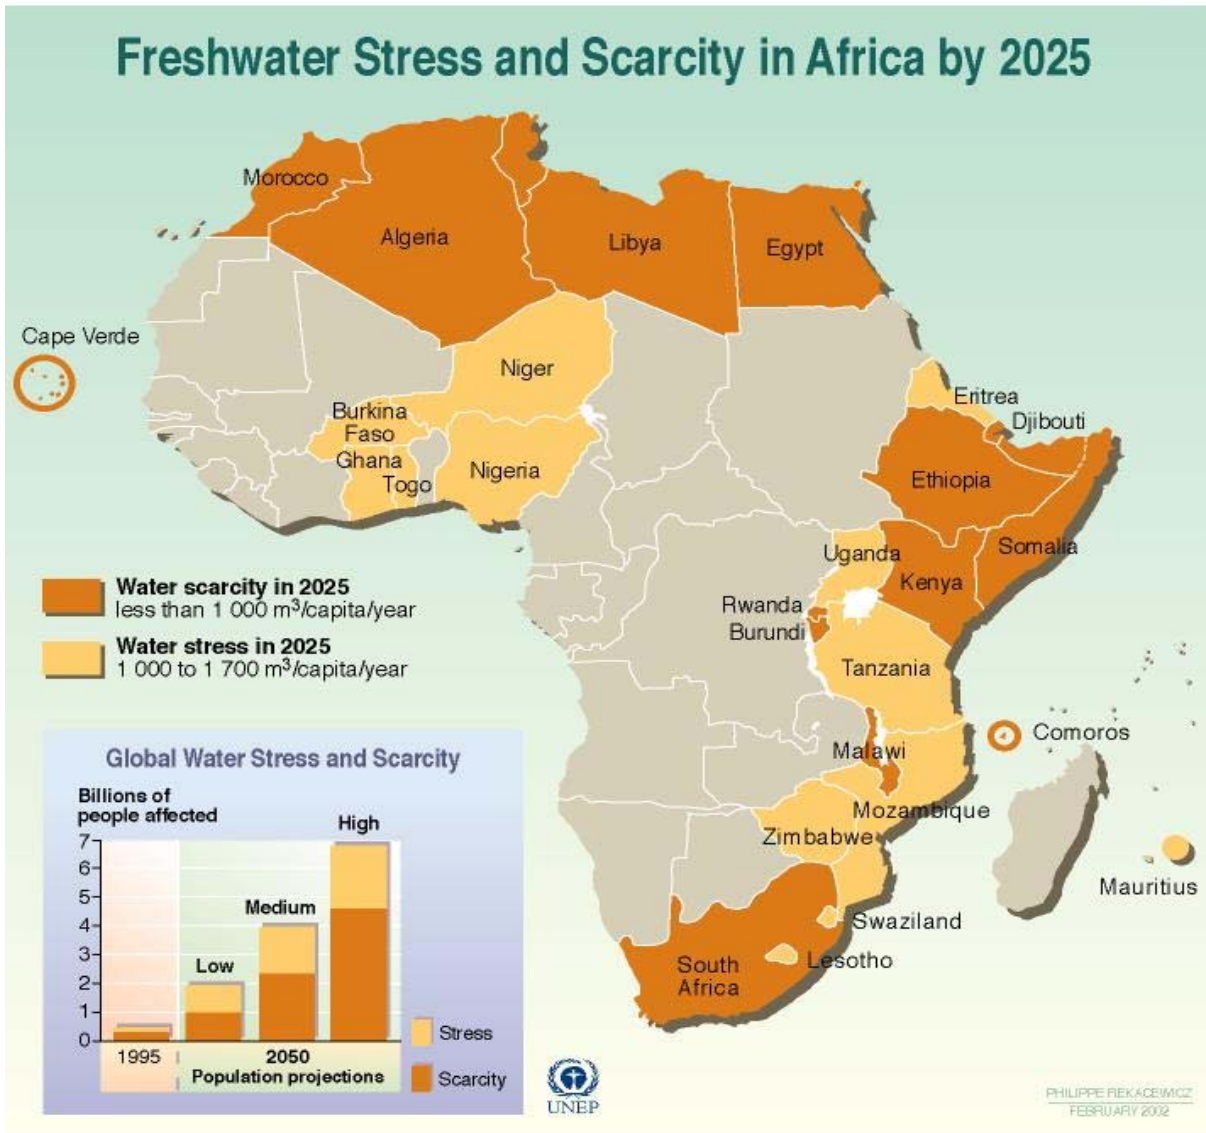 Freshwater Stress and Scarcity in Africa by 2025
Morocco
Algeria
Libya
Egypt
Cape Verde
Niger
Burkina
Faso
Ghana
Togo
Nigeria
Eritrea
Djibouti
Ethiopia
Somalia
Uganda
Kenya
Rwanda
Burundi
Tanzania
Comoros
Malawi
Mozambique
Zimbabwe
Mauritius
Swaziland
Lesotho
South
Africa
Water scarcity in 2025
less than 1 000 m³/capita/year
Water stress in 2025
1 000 to 1 700 m³/capita/year
Global Water Stress and Scarcity
Billions of
people affected
7
6
5
4
3
2
1
0
Low
Medium
High
1995
2050
Population projections
Stress
Scarcity
UNEP
PHILIPPE REKACEWICZ
FEBRUARY 2002